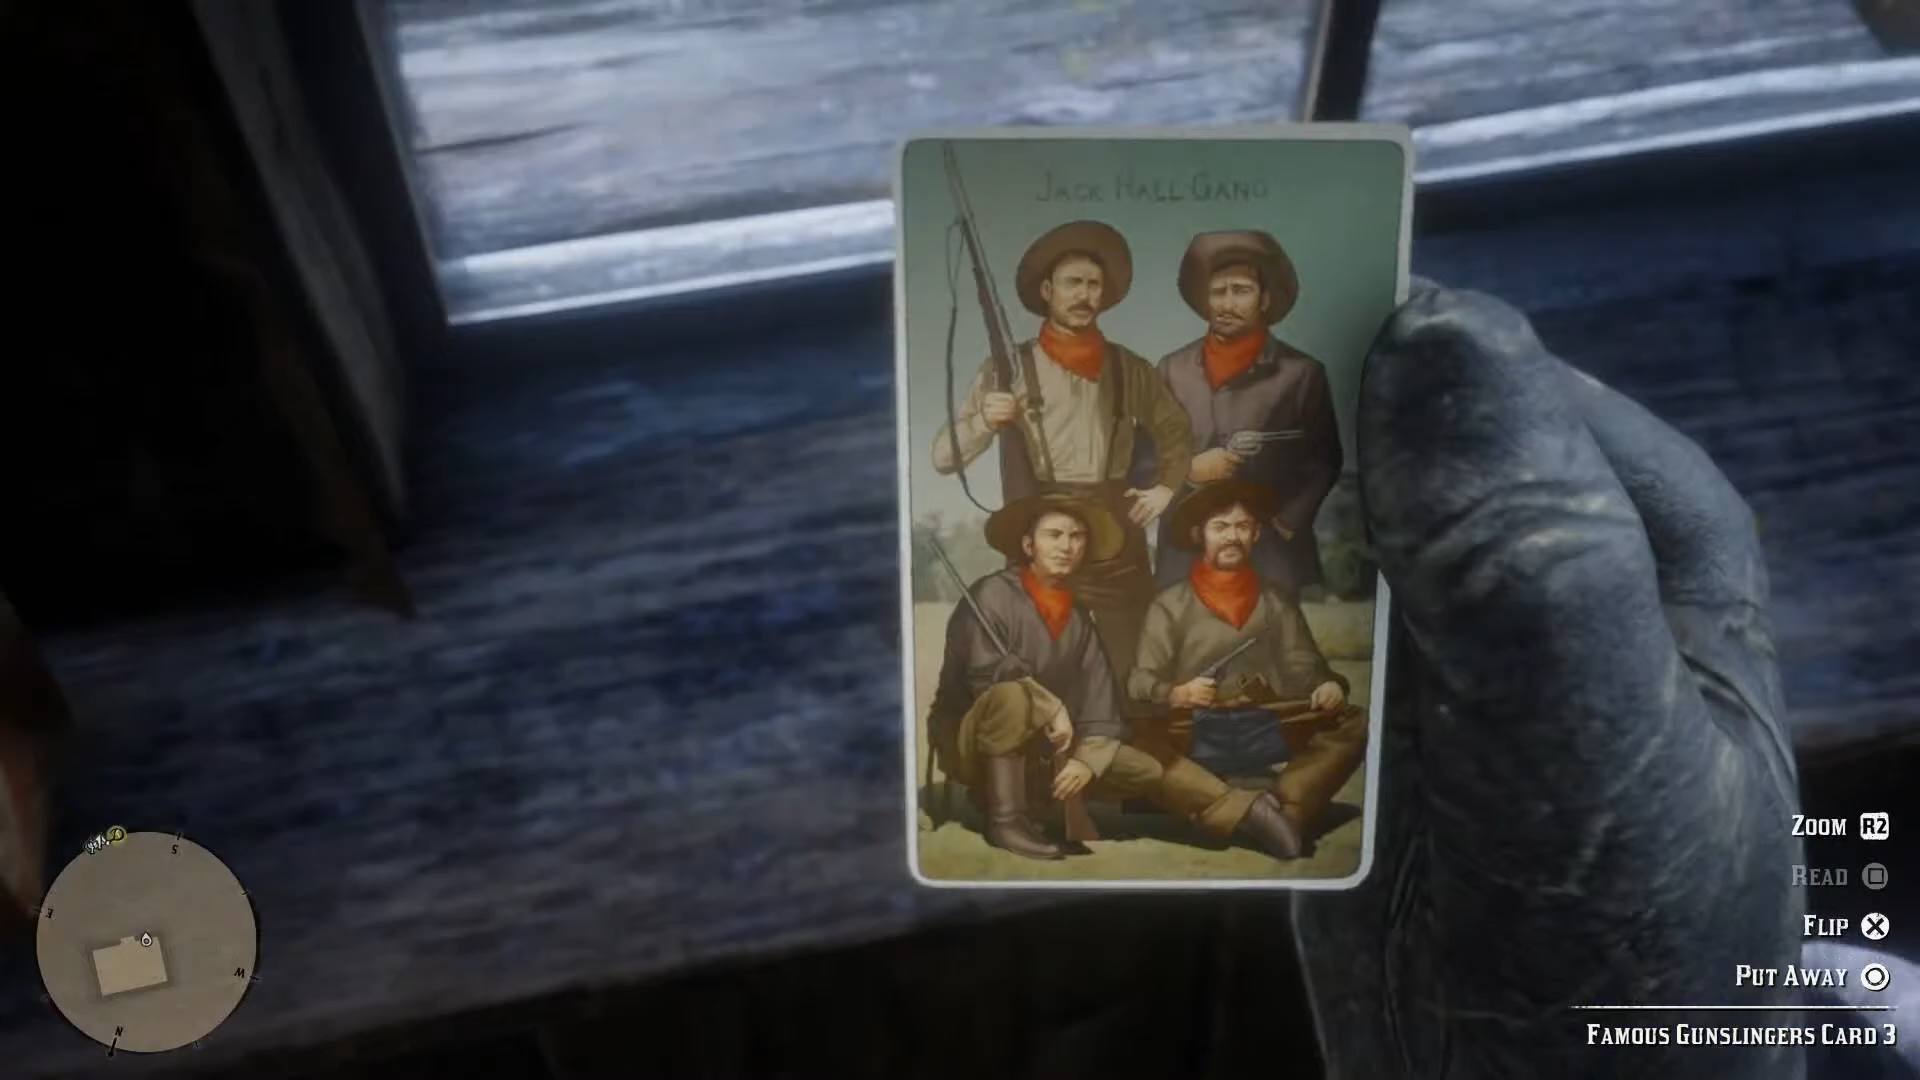 JACK HALL GANG
ZOOM R2
READ
FLIP
PUT AWAY
FAMOUS GUNSLINGERS CARD 3
S
E
W
N